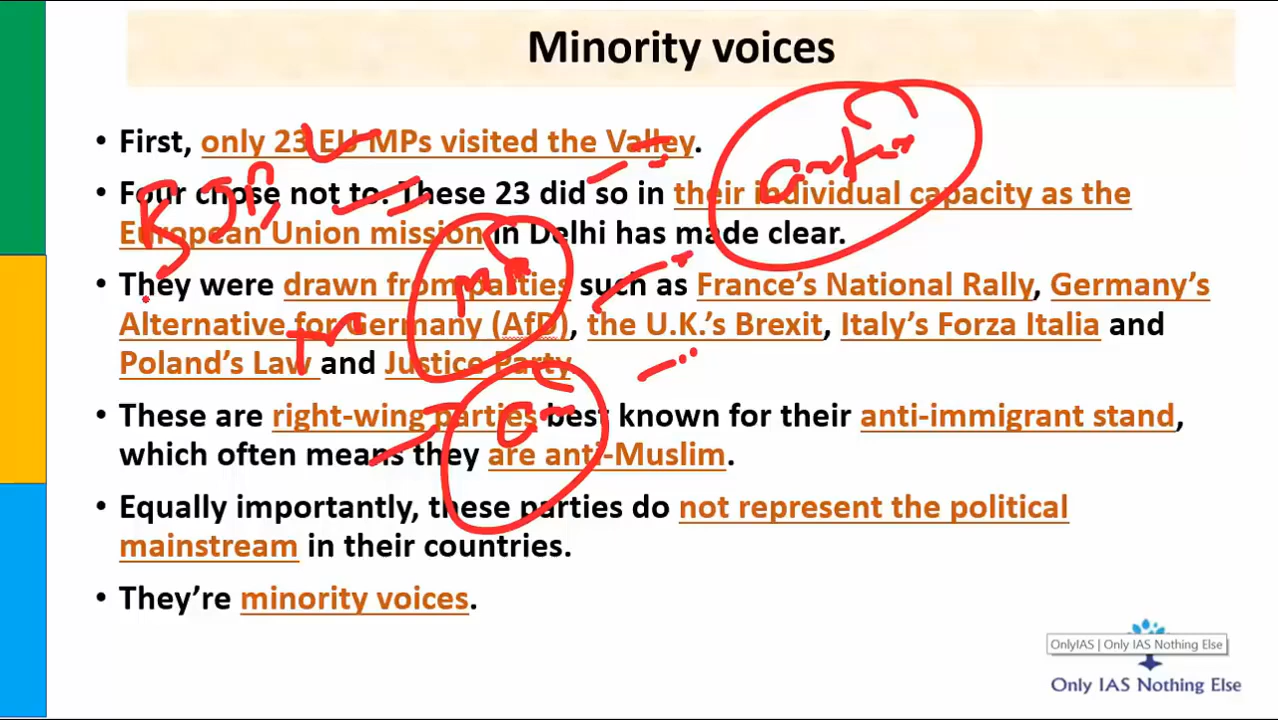 Minority voices
• First, only 23 EU MPs visited the Valley.
• Four chose not to. These 23 did so in their individual capacity as the
European Union mission in Delhi has made clear.
• They were drawn from parties such as France's National Rally, Germany's
Alternative for Germany (AfD), the U.K.'s Brexit, Italy's Forza Italia and
Poland's Law and Justice Party
• These are right-wing parties best known for their anti-immigrant stand,
which often means they are anti-Muslim.
• Equally importantly, these parties do not represent the political
mainstream in their countries.
• They're minority voices.
OnlyIAS | Only IAS Nothing Else
Only IAS Nothing Else